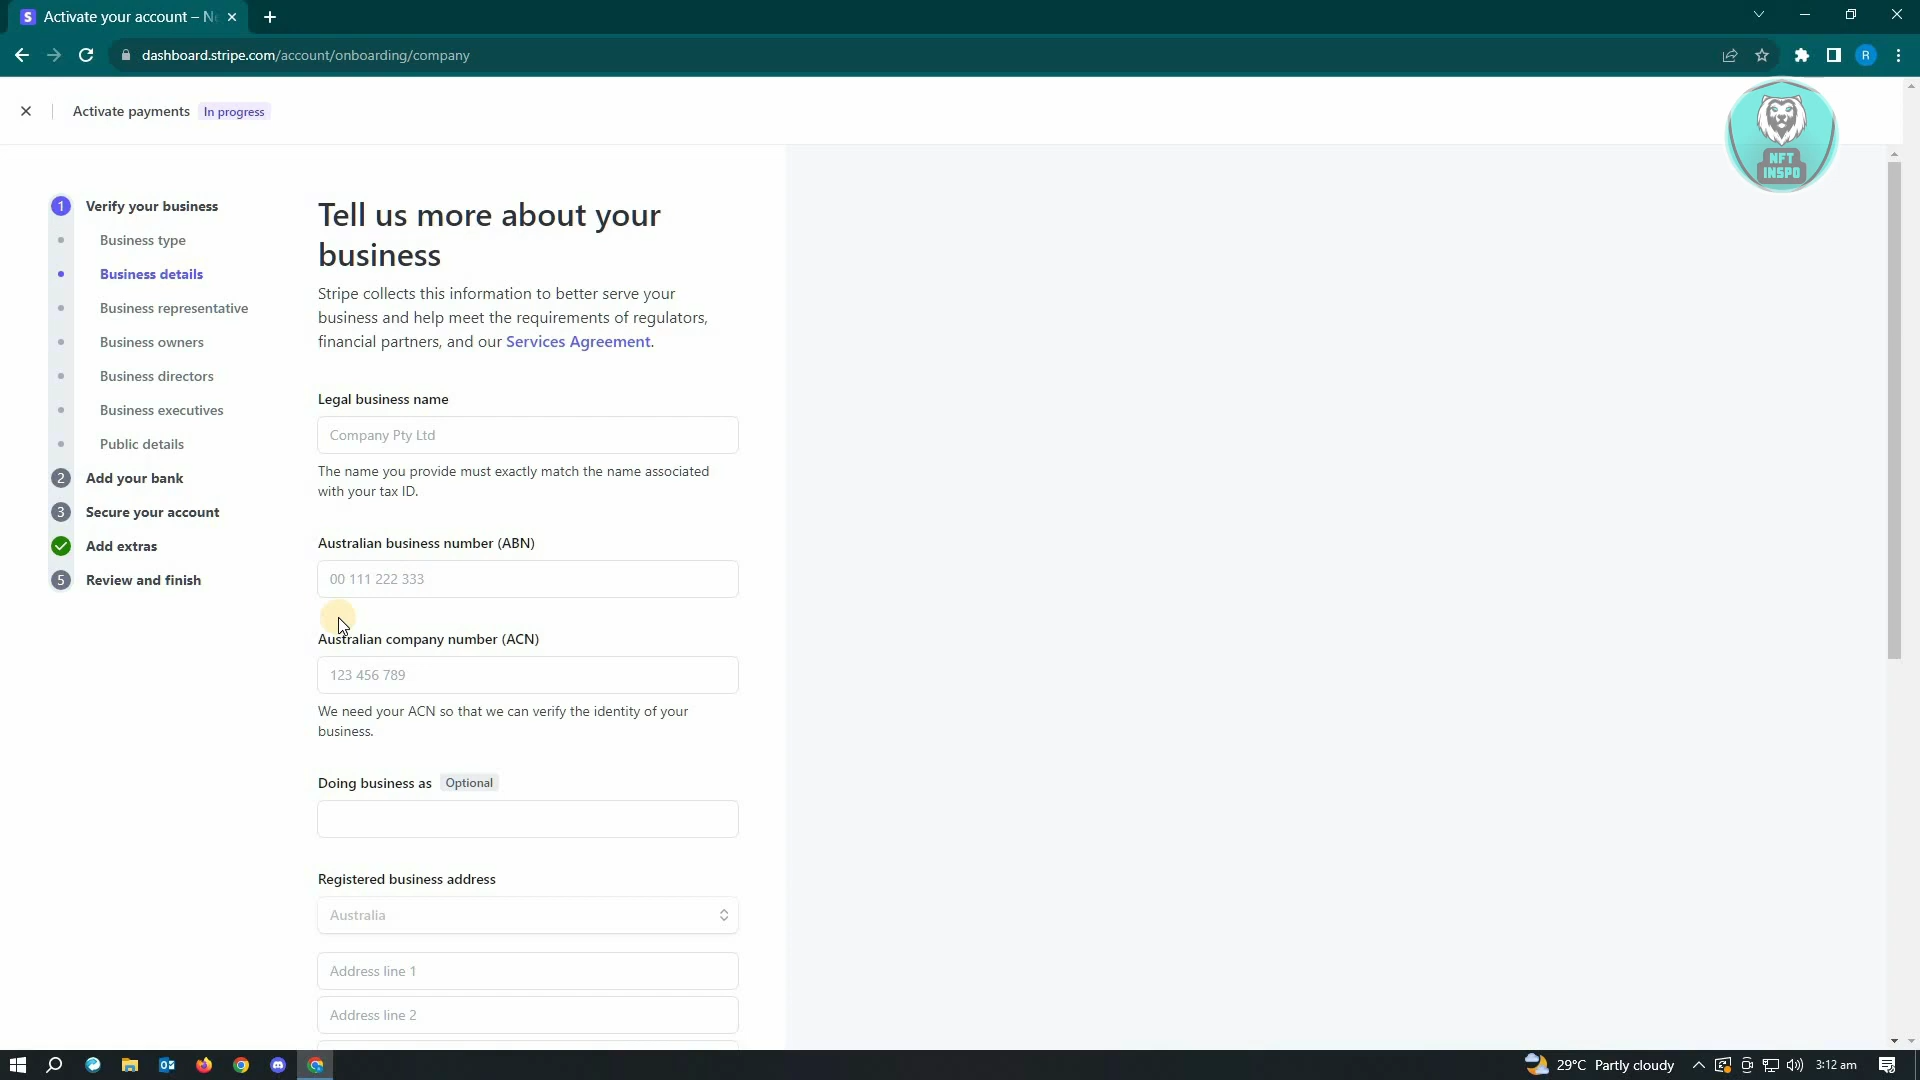 Activate your account – N
dashboard.stripe.com/account/onboarding/company
R
Activate payments In progress
NFT
INSPO
1 Verify your business
Business type
Business details
Business representative
Business owners
Business directors
Business executives
Public details
2 Add your bank
3 Secure your account
Add extras
5 Review and finish
Tell us more about your
business
Stripe collects this information to better serve your
business and help meet the requirements of regulators,
financial partners, and our Services Agreement.
Legal business name
Company Pty Ltd
The name you provide must exactly match the name associated
with your tax ID.
Australian business number (ABN)
00 111 222 333
Australian company number (ACN)
123 456 789
We need your ACN so that we can verify the identity of your
business.
Doing business as Optional
Registered business address
Australia
Address line 1
Address line 2
29°C Partly cloudy
3:12 am